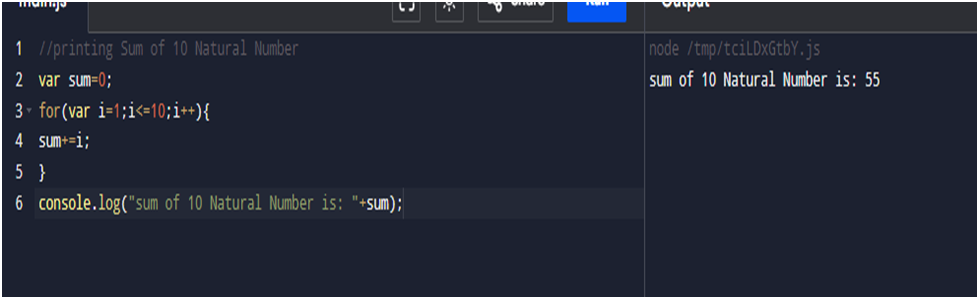 main.js
Share
Run
Output
1 //printing Sum of 10 Natural Number
2 var sum=0;
3 for(var i=1;i<=10;i++){
4 sum+=i;
5 }
6 console.log("sum of 10 Natural Number is: "+sum);
node /tmp/tciLDxGtbY.js
sum of 10 Natural Number is: 55